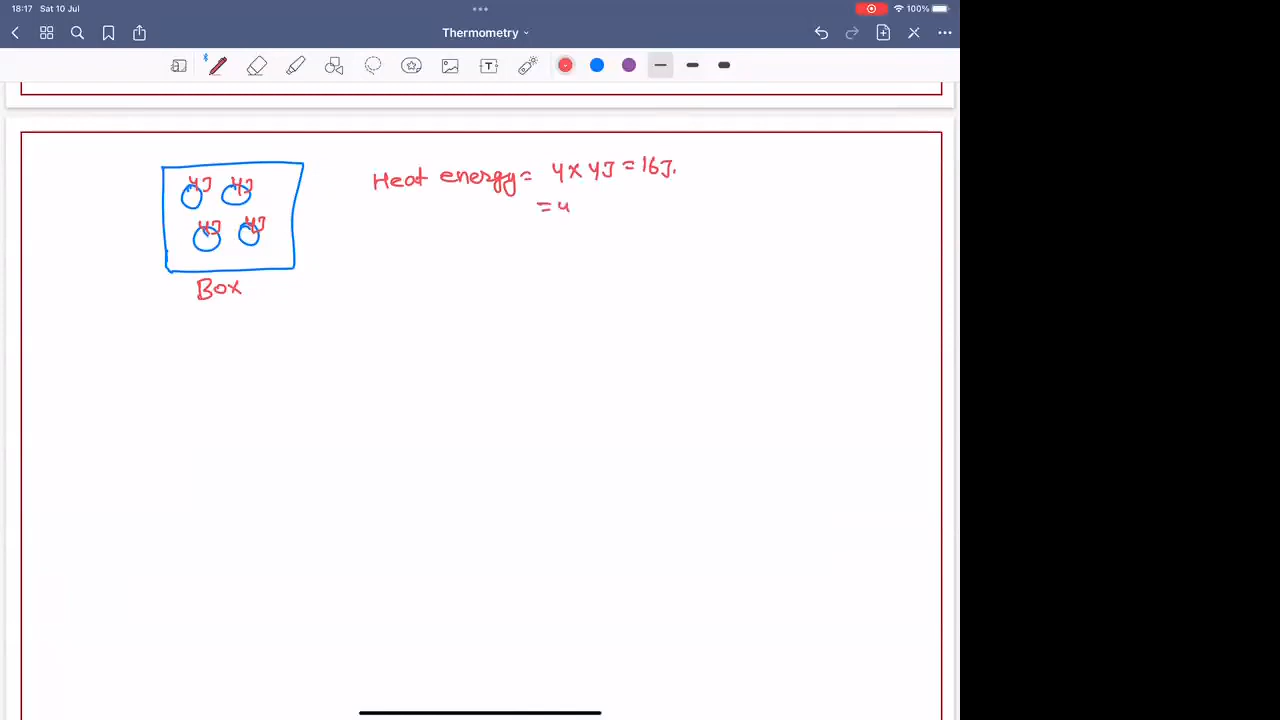 18:17 Sat 10 Jul
100%
Thermometry
T
4J 4J
4J 4J
Box
Heat energy = 4 × 4J = 16J.
= 4